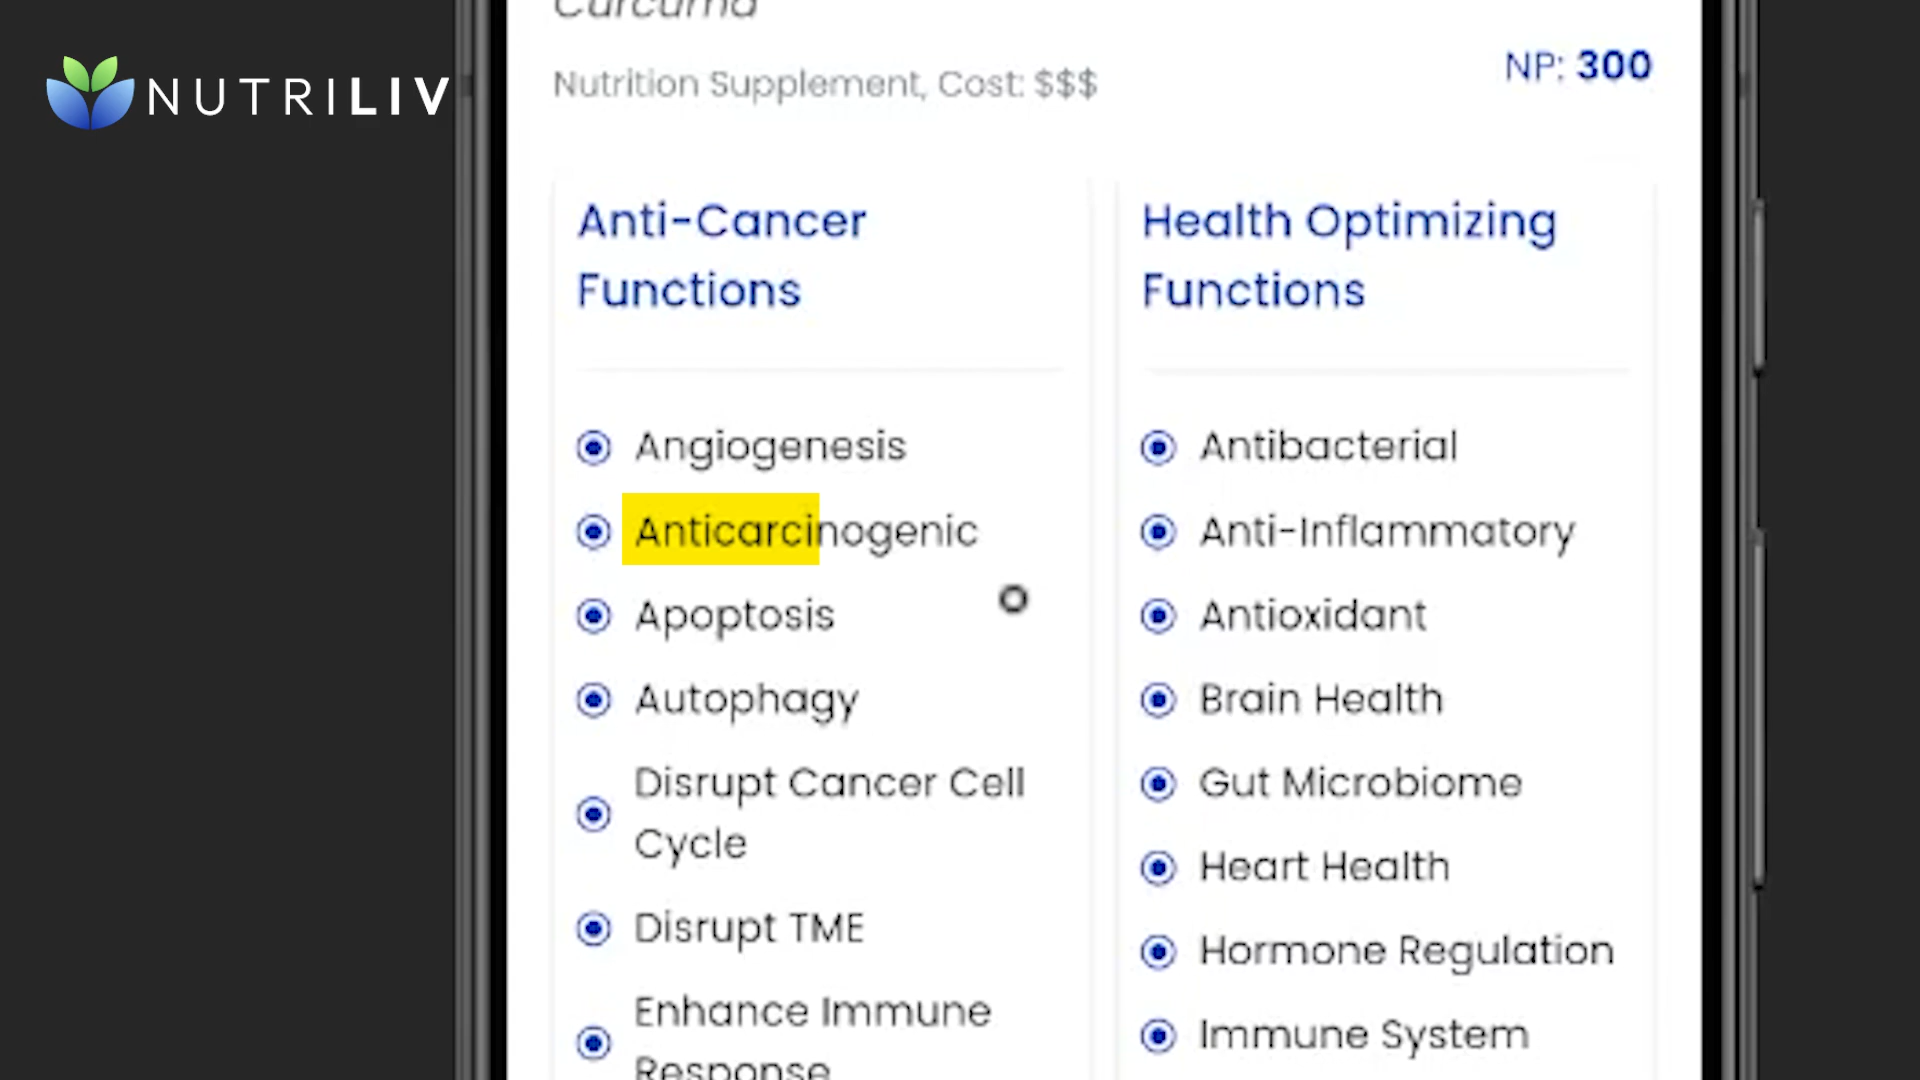 Curcuma
NUTRILIV
Nutrition Supplement, Cost: $$$
NP: 300
Anti-Cancer
Functions
Angiogenesis
Anticarcinogenic
Apoptosis
Autophagy
Disrupt Cancer Cell
Cycle
Disrupt TME
Enhance Immune
Response
Health Optimizing
Functions
Antibacterial
Anti-Inflammatory
Antioxidant
Brain Health
Gut Microbiome
Heart Health
Hormone Regulation
Immune System